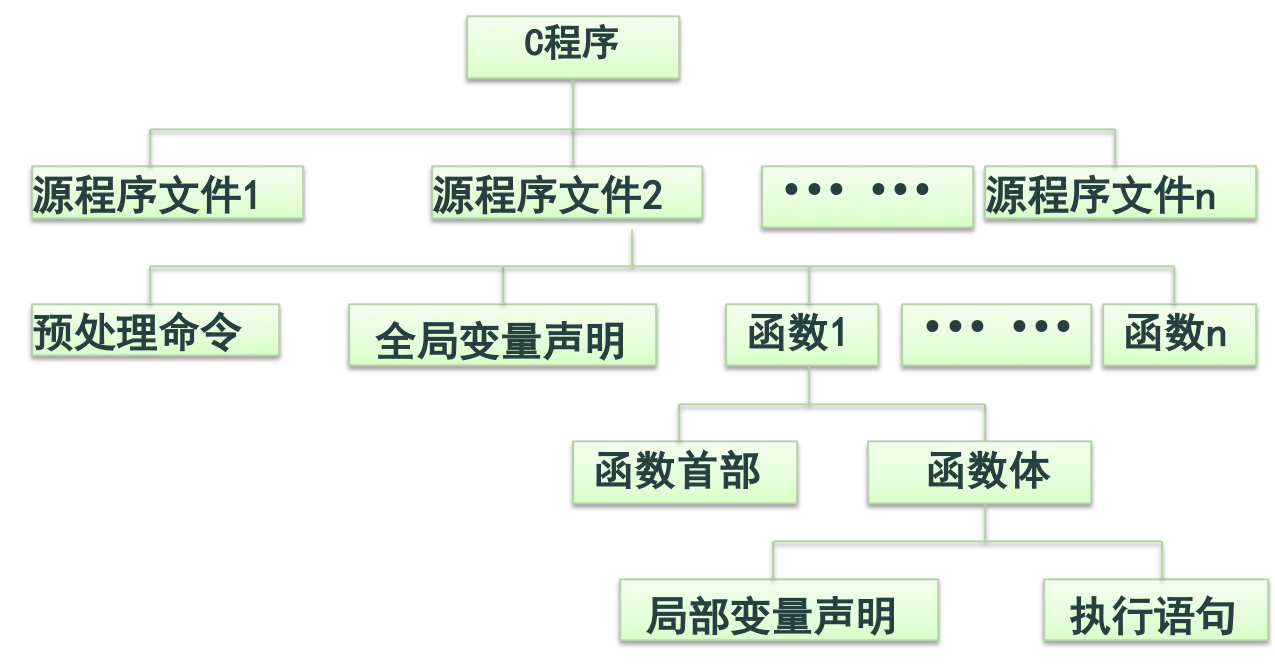 C程序
源程序文件1
源程序文件2
••• •••
源程序文件n
预处理命令
全局变量声明
函数1
••• •••
函数n
函数首部
函数体
局部变量声明
执行语句